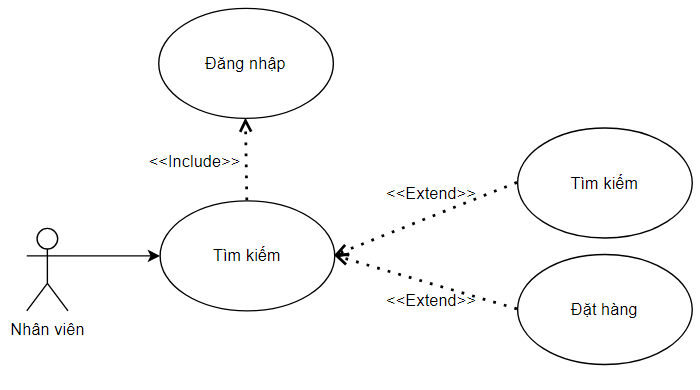 Đăng nhập
<<Include>>
Tìm kiếm
<<Extend>>
Tìm kiếm
<<Extend>>
Đặt hàng
Nhân viên